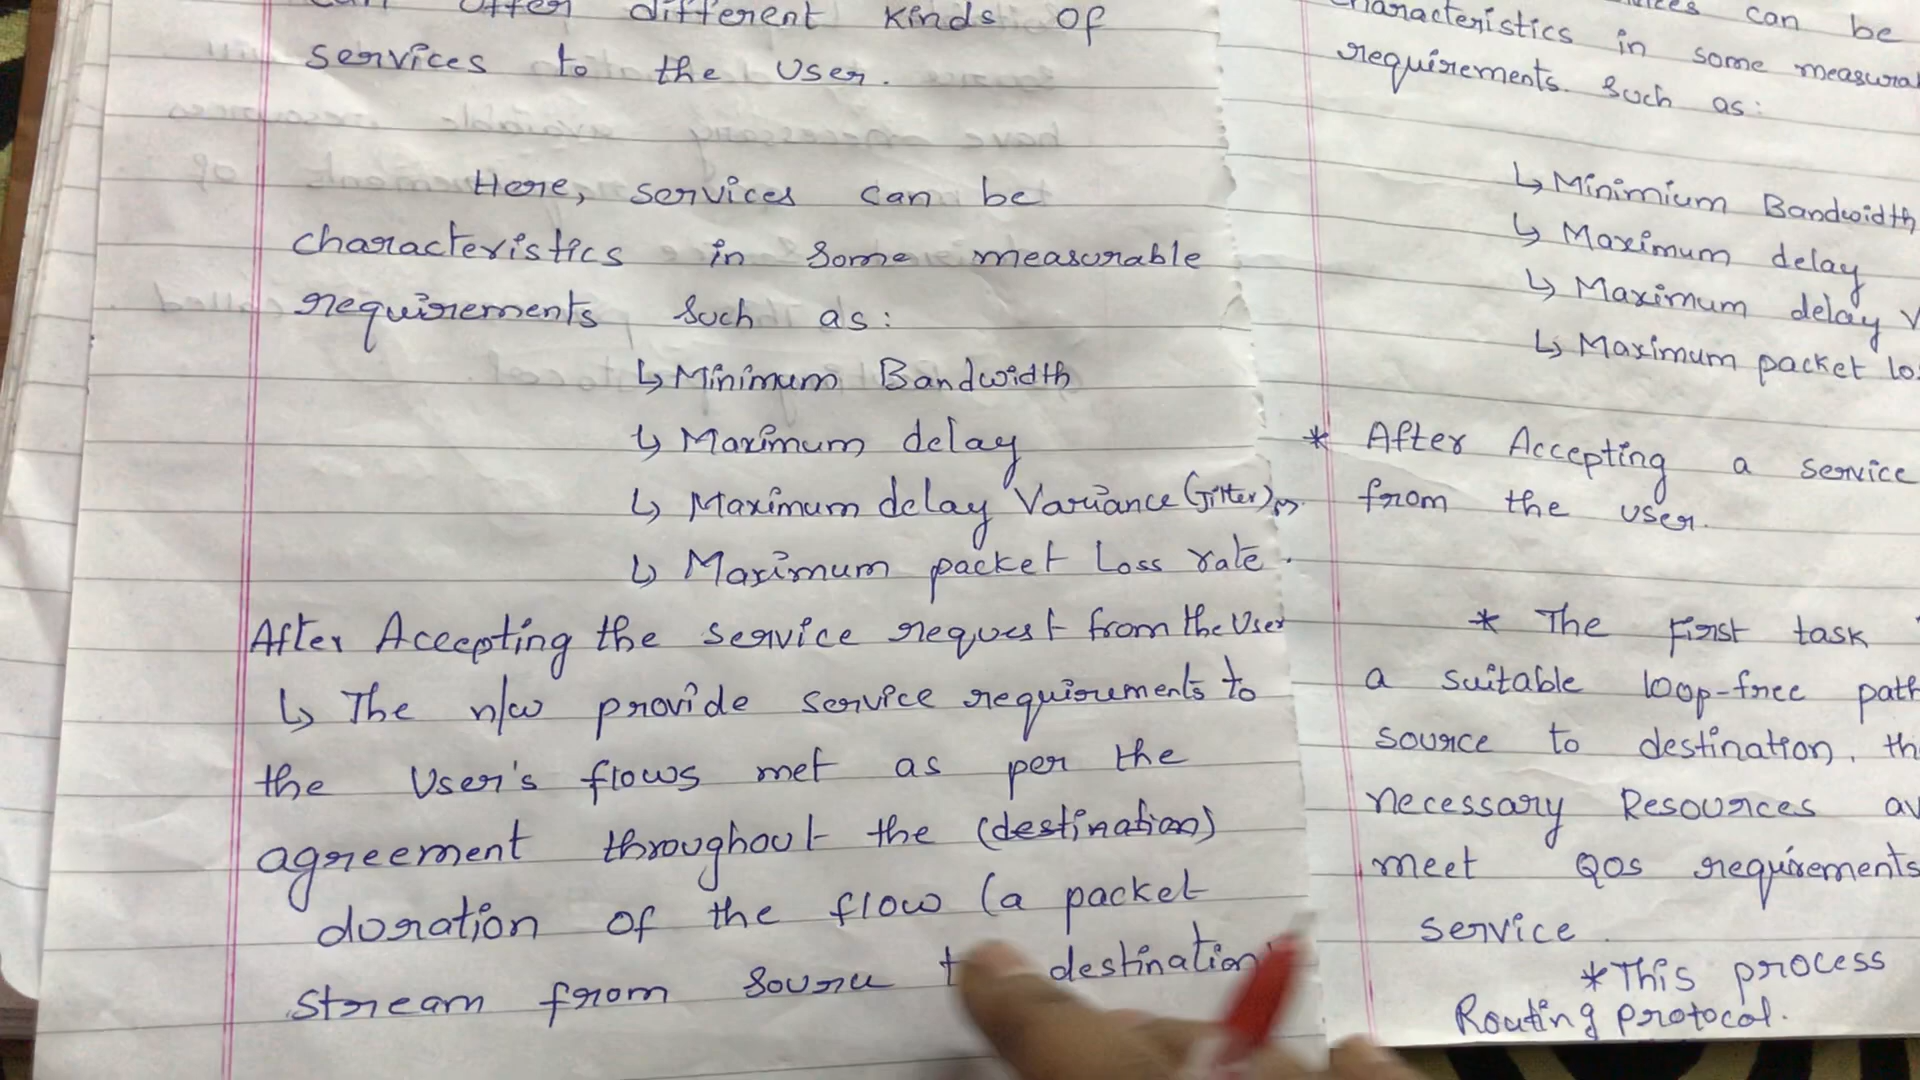 can offer different kinds of
services to the user.
Here, services can be
characteristics in some measurable
requirements such as:
↳ Minimum Bandwidth
↳ Maximum delay
↳ Maximum delay Variance (Jitter)
↳ Maximum packet Loss rate.
After Accepting the service request from the User
↳ The n/w provide service requirements to
the User's flows met as per the
agreement throughout the (destination)
duration of the flow (a packet
stream from source destination
can be
characteristics in some
requirements such as:
↳ Minimium Bandwidth
↳ Maximum delay
↳ Maximum delay
↳ Maximum packet
* After Accepting a service
from the user.
* The first task
a suitable loop-free path
source to destination,
necessary Resources
meet QOS requirements
service
* This process
Routing protocol.